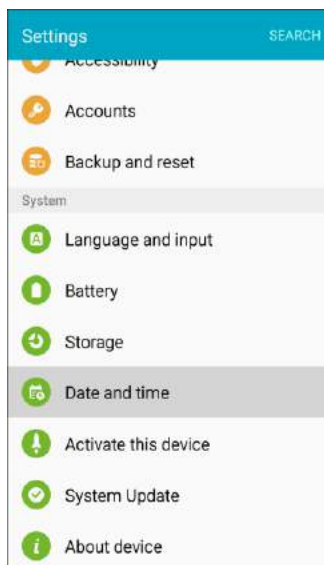 Settings
SEARCH
Accessibility
Accounts
Backup and reset
System
Language and input
Battery
Storage
Date and time
Activate this device
System Update
About device